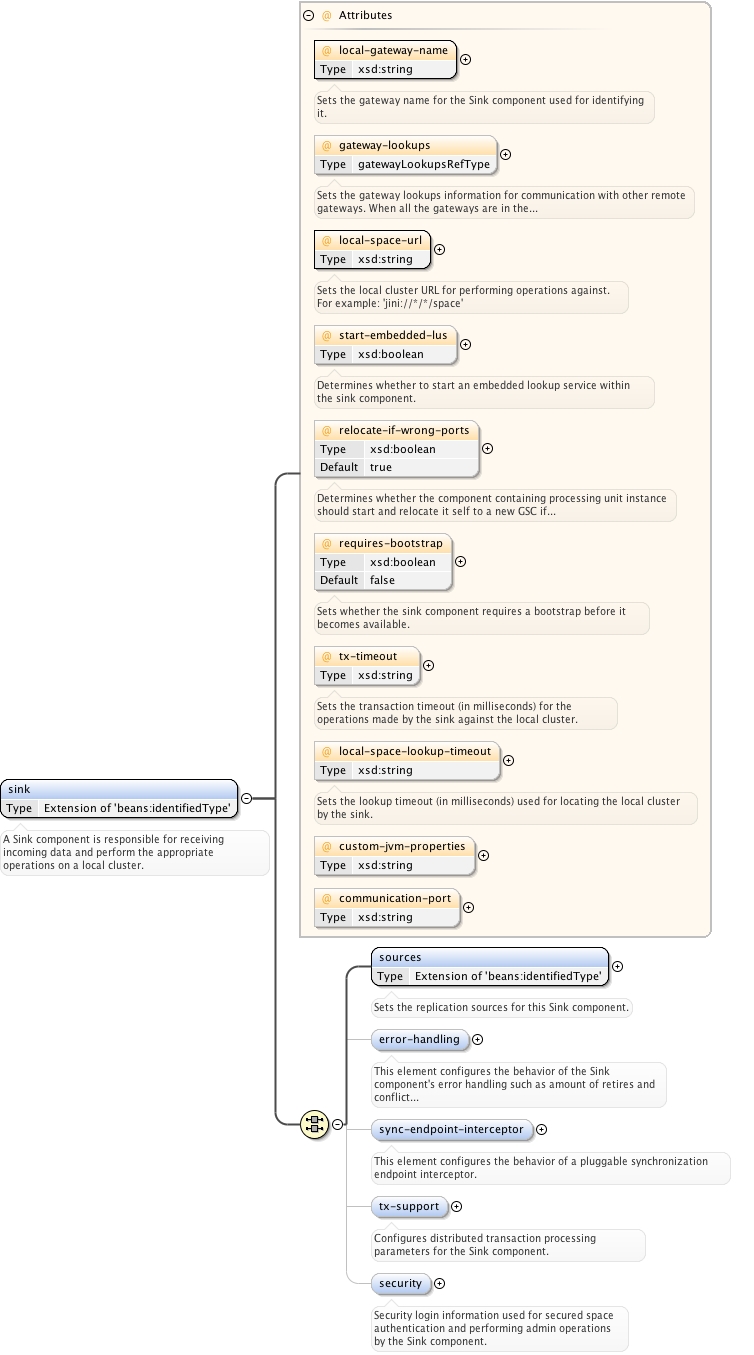 @ Attributes
@ local-gateway-name
Type xsd:string
Sets the gateway name for the Sink component used for identifying
it.
@ gateway-lookups
Type gatewayLookupsRefType
Sets the gateway lookups information for communication with other remote
gateways. When all the gateways are in the...
@ local-space-url
Type xsd:string
Sets the local cluster URL for performing operations against.
For example: 'jini://*/*/space'
@ start-embedded-lus
Type xsd:boolean
Determines whether to start an embedded lookup service within
the sink component.
@ relocate-if-wrong-ports
Type xsd:boolean
Default true
Determines whether the component containing processing unit instance
should start and relocate it self to a new GSC if...
@ requires-bootstrap
Type xsd:boolean
Default false
Sets whether the sink component requires a bootstrap before it
becomes available.
@ tx-timeout
Type xsd:string
Sets the transaction timeout (in milliseconds) for the
operations made by the sink against the local cluster.
@ local-space-lookup-timeout
Type xsd:string
Sets the lookup timeout (in milliseconds) used for locating the local cluster
by the sink.
@ custom-jvm-properties
Type xsd:string
@ communication-port
Type xsd:string
sink
Type Extension of 'beans:identifiedType'
A Sink component is responsible for receiving
incoming data and perform the appropriate
operations on a local cluster.
sources
Type Extension of 'beans:identifiedType'
Sets the replication sources for this Sink component.
error-handling
This element configures the behavior of the Sink
component's error handling such as amount of retires and
conflict...
sync-endpoint-interceptor
This element configures the behavior of a pluggable synchronization
endpoint interceptor.
tx-support
Configures distributed transaction processing
parameters for the Sink component.
security
Security login information used for secured space
authentication and performing admin operations
by the Sink component.